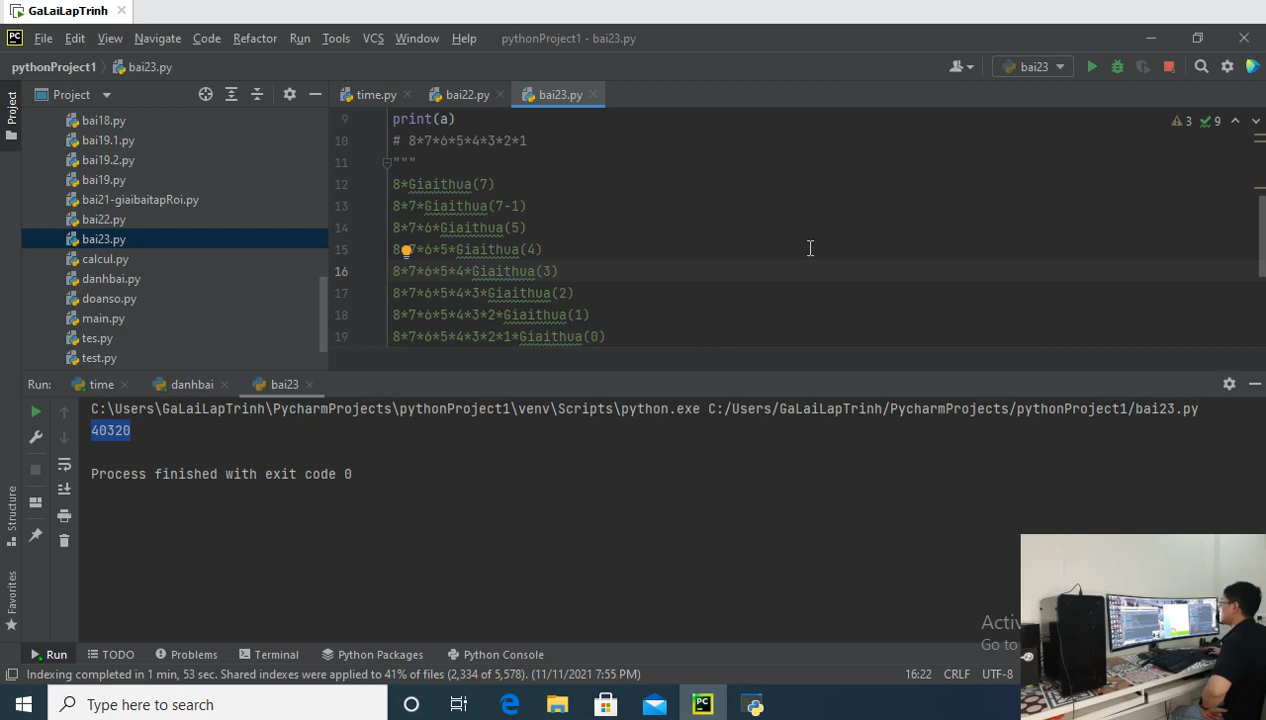 GaLaiLapTrinh
File Edit View Navigate Code Refactor Run Tools VCS Window Help pythonProject1 - bai23.py
pythonProject1 bai23.py bai23
Project time.py bai22.py bai23.py
Project
bai18.py
bai19.1.py
bai19.2.py
bai19.py
bai21-giaibaitapRoi.py
bai22.py
bai23.py
calcul.py
danhbai.py
doanso.py
main.py
tes.py
test.py
3 9
9 print(a)
10 # 8*7*6*5*4*3*2*1
11 """
12 8*Giaithua(7)
13 8*7*Giaithua(7-1)
14 8*7*6*Giaithua(5)
15 8*7*6*5*Giaithua(4)
16 8*7*6*5*4*Giaithua(3)
17 8*7*6*5*4*3*Giaithua(2)
18 8*7*6*5*4*3*2*Giaithua(1)
19 8*7*6*5*4*3*2*1*Giaithua(0)
Run: time danhbai bai23
C:\Users\GaLaiLapTrinh\PycharmProjects\pythonProject1\venv\Scripts\python.exe C:/Users/GaLaiLapTrinh/PycharmProjects/pythonProject1/bai23.py
40320
Process finished with exit code 0
Structure
Favorites
Go to
Run TODO Problems Terminal Python Packages Python Console
Indexing completed in 1 min, 53 sec. Shared indexes were applied to 41% of files (2,334 of 5,578). (11/11/2021 7:55 PM) 16:22 CRLF UTF-8
Type here to search